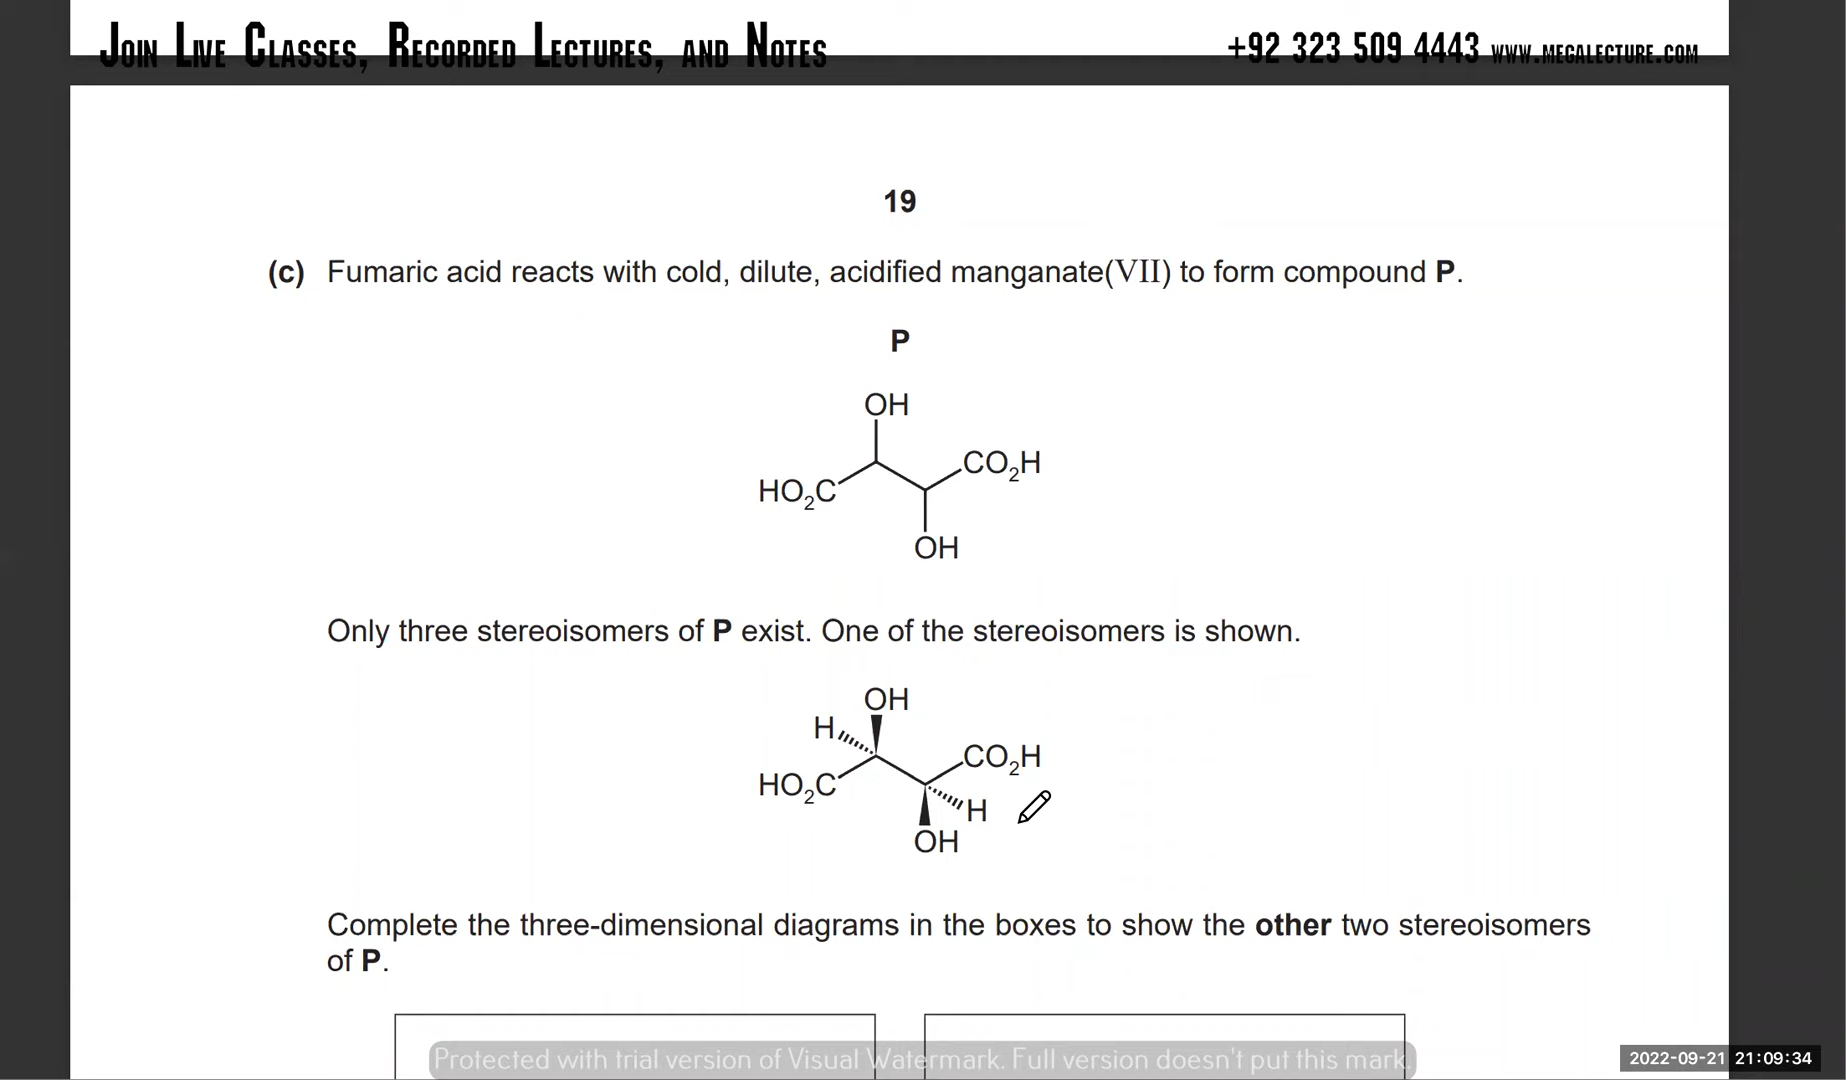 JOIN LIVE CLASSES, RECORDED LECTURES, AND NOTES
+92 323 509 4443 WWW.MEGALECTURE.COM
19
(c) Fumaric acid reacts with cold, dilute, acidified manganate(VII) to form compound P.
P
OH
CO₂H
HO₂C
OH
Only three stereoisomers of P exist. One of the stereoisomers is shown.
OH
H
CO₂H
HO₂C
H
OH
Complete the three-dimensional diagrams in the boxes to show the other two stereoisomers
of P.
Protected with trial version of Visual Watermark. Full version doesn't put this mark.
2022-09-21 21:09:34